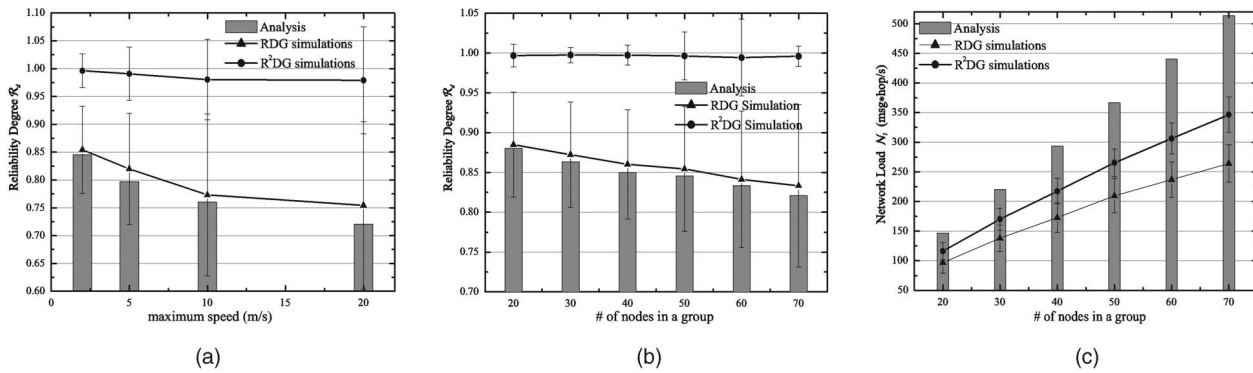 1.10
1.05
1.00
0.95
0.90
0.85
0.80
0.75
0.70
0.65
0.60
Reliability Degree 𝓡d
Analysis
RDG simulations
R²DG simulations
0 5 10 15 20
maximum speed (m/s)
(a)
1.00
0.95
0.90
0.85
0.80
0.75
0.70
Reliability Degree 𝓡d
Analysis
RDG Simulation
R²DG Simulation
20 30 40 50 60 70
# of nodes in a group
(b)
500
450
400
350
300
250
200
150
100
50
Network Load 𝒩t (msg*hop/s)
Analysis
RDG simulations
R²DG simulations
20 30 40 50 60 70
# of nodes in a group
(c)